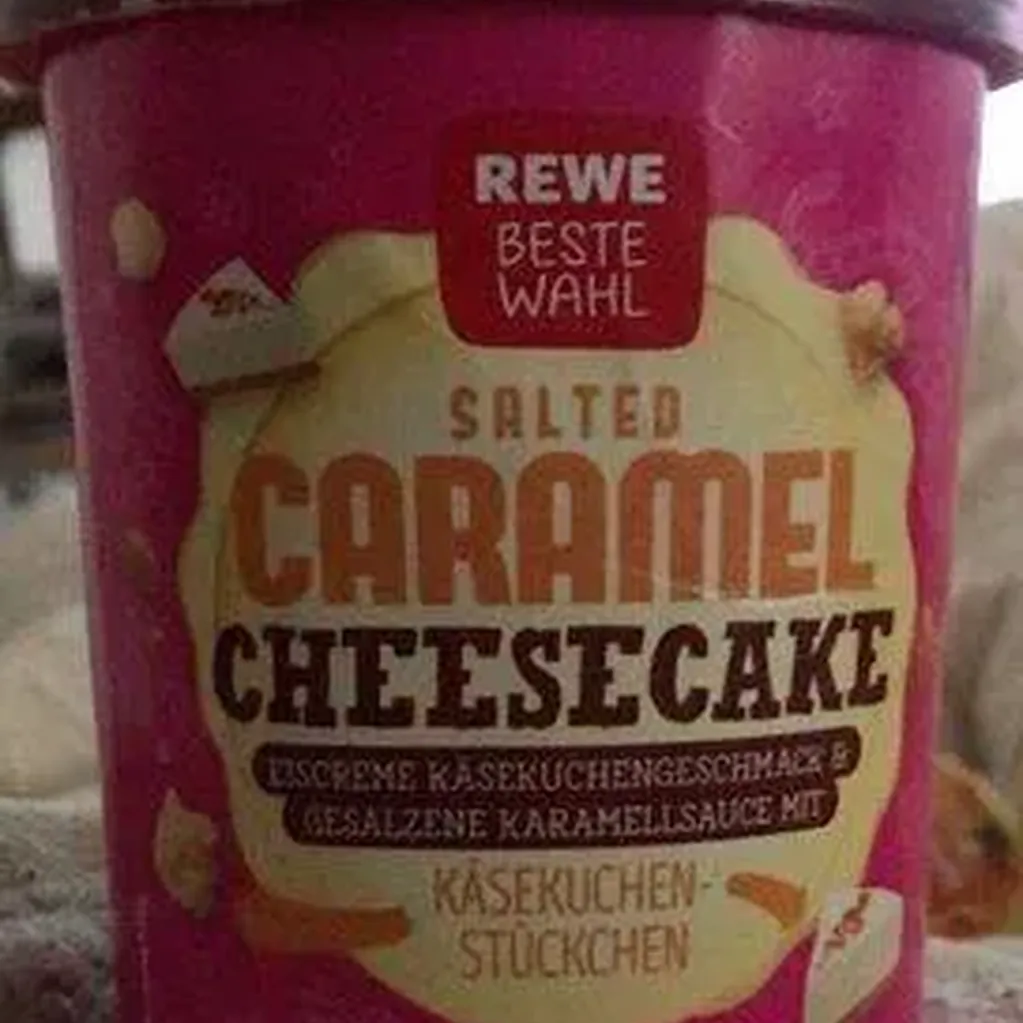 REWE
BESTE
WAHL
SALTED
CARAMEL
CHEESECAKE
EISCREME KÄSEKUCHENGESCHMACK &
GESALZENE KARAMELLSAUCE MIT
KÄSEKUCHEN-
STÜCKCHEN